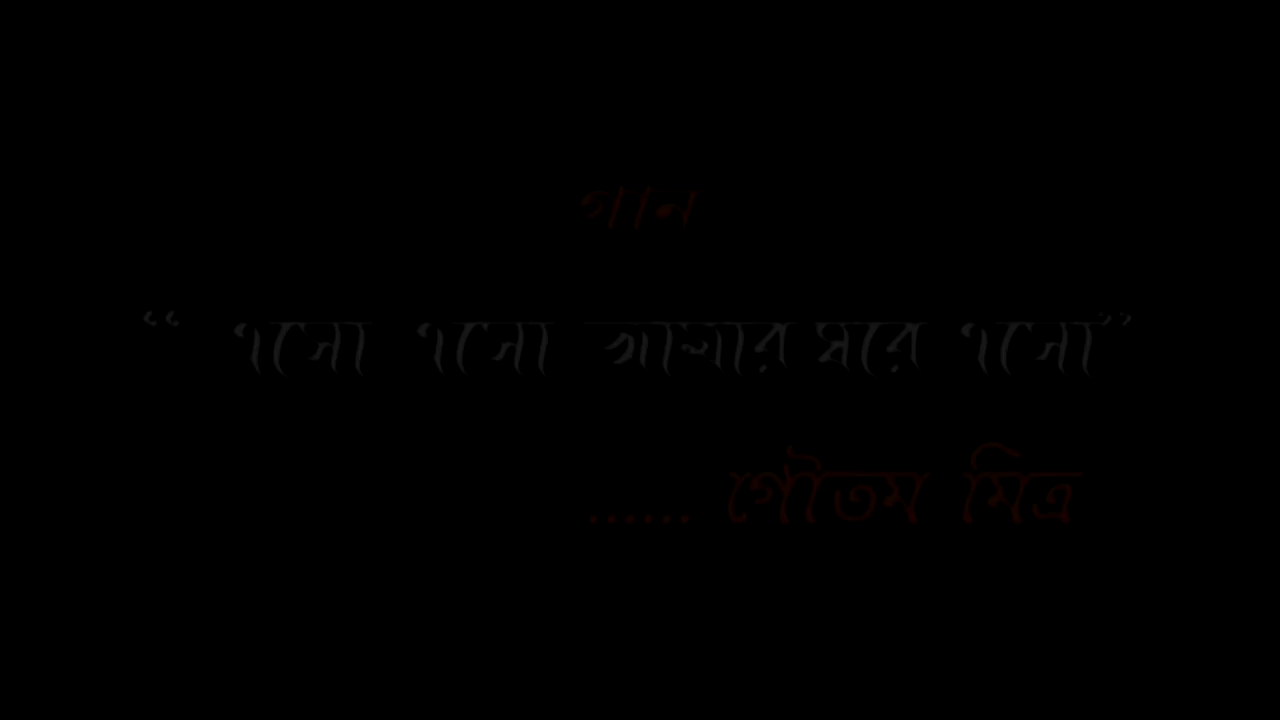 গান
“ এসো এসো আমার ঘরে এসো”
...... গৌতম মিত্র